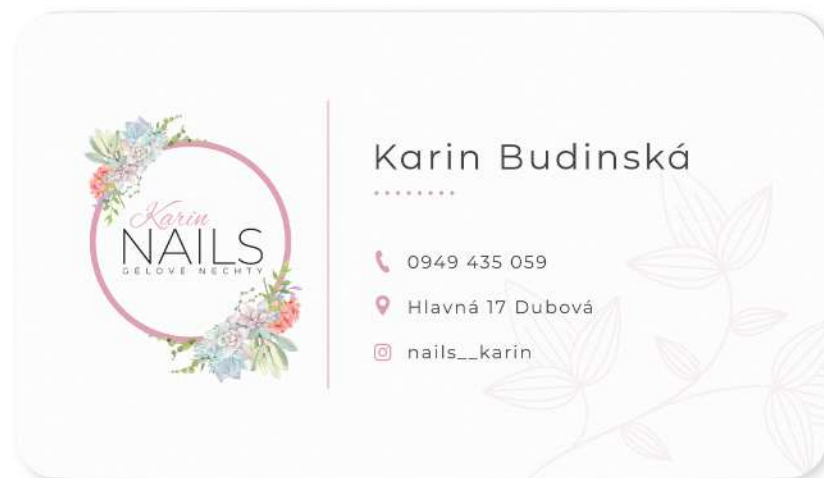 Karin
NAILS
GÉLOVÉ NECHTY
Karin Budinská
0949 435 059
Hlavná 17 Dubová
nails__karin